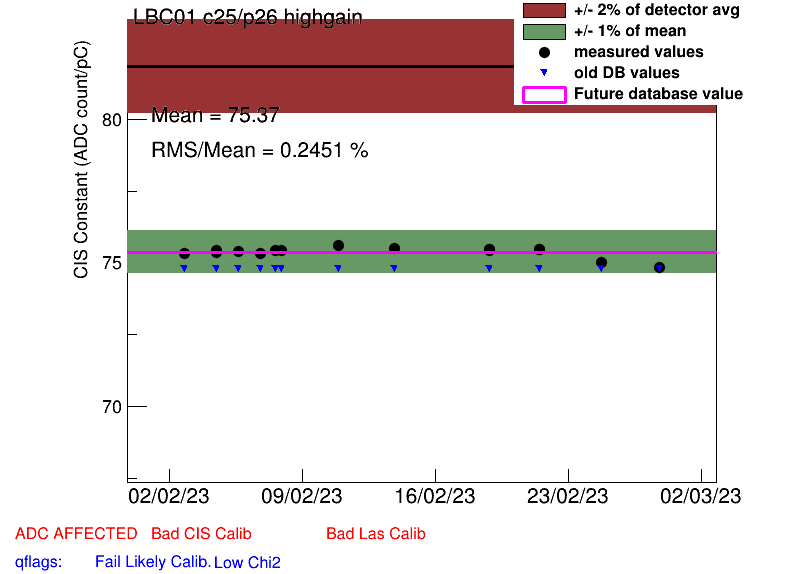 LBC01 c25/p26 highgain
+/- 2% of detector avg
+/- 1% of mean
measured values
old DB values
Future database value
CIS Constant (ADC count/pC)
Mean = 75.37
RMS/Mean = 0.2451 %
80
75
70
02/02/23 09/02/23 16/02/23 23/02/23 02/03/23
ADC AFFECTED Bad CIS Calib Bad Las Calib
qflags: Fail Likely Calib. Low Chi2